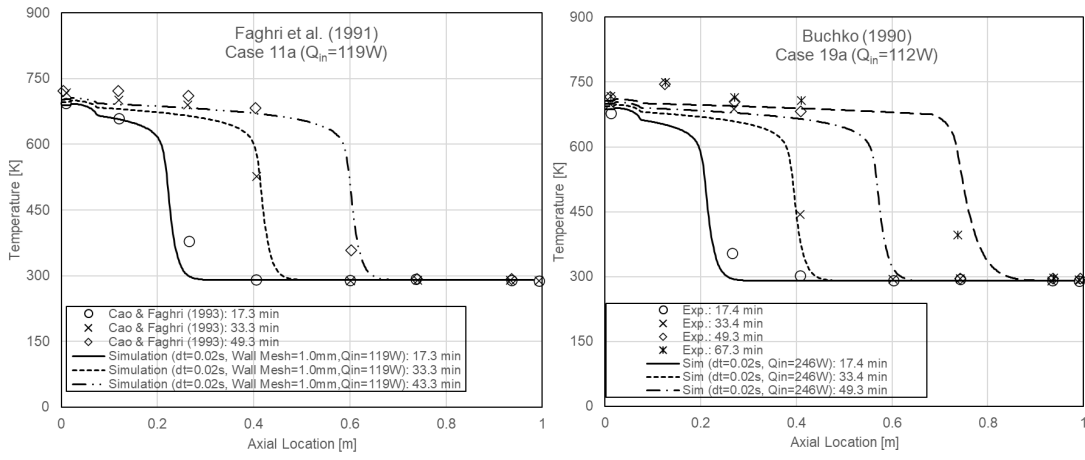 Faghri et al. (1991)
Case 11a (Qin=119W)
900
750
600
450
300
150
0
Temperature [K]
Cao & Faghri (1993): 17.3 min
Cao & Faghri (1993): 33.3 min
Cao & Faghri (1993): 49.3 min
Simulation (dt=0.02s, Wall Mesh=1.0mm,Qin=119W): 17.3 min
Simulation (dt=0.02s, Wall Mesh=1.0mm,Qin=119W): 33.3 min
Simulation (dt=0.02s, Wall Mesh=1.0mm,Qin=119W): 43.3 min
0 0.2 0.4 0.6 0.8 1
Axial Location [m]
Buchko (1990)
Case 19a (Qin=112W)
900
750
600
450
300
150
0
Temperature [K]
Exp.: 17.4 min
Exp.: 33.4 min
Exp.: 49.3 min
Exp.: 67.3 min
Sim (dt=0.02s, Qin=246W): 17.4 min
Sim (dt=0.02s, Qin=246W): 33.4 min
Sim (dt=0.02s, Qin=246W): 49.3 min
0 0.2 0.4 0.6 0.8 1
Axial Location [m]